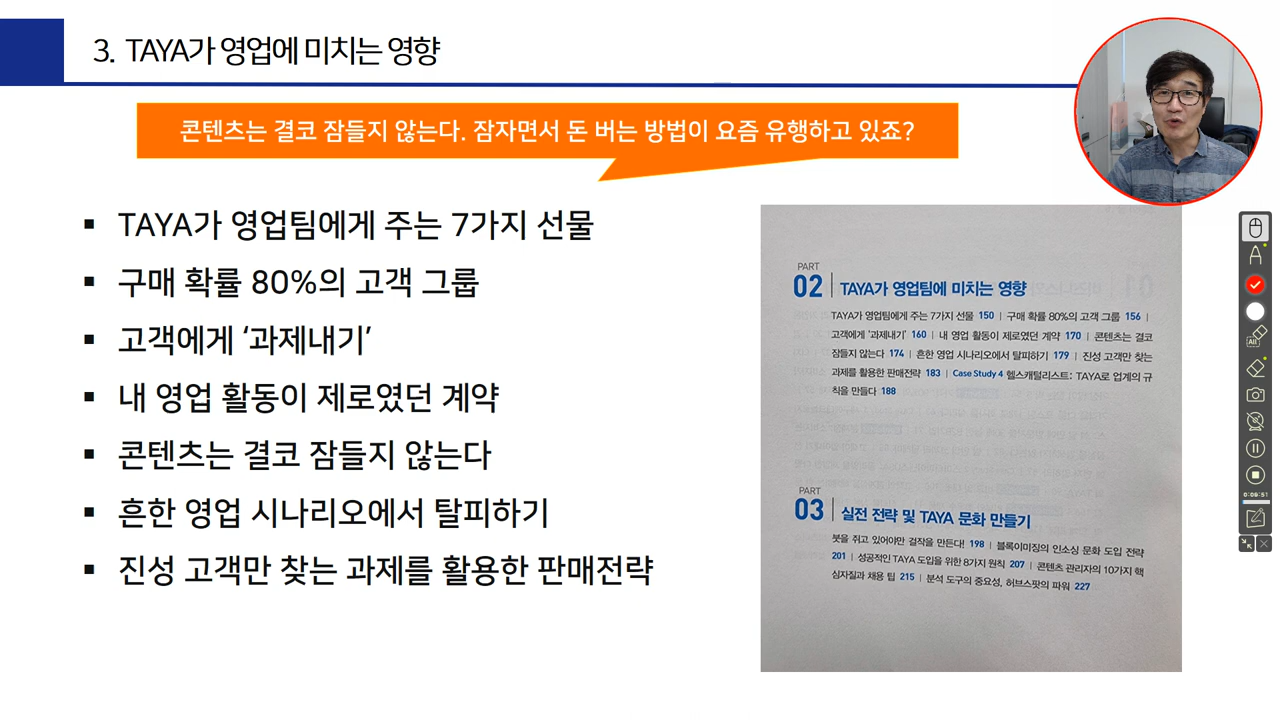 3. TAYA가 영업에 미치는 영향
콘텐츠는 결코 잠들지 않는다. 잠자면서 돈 버는 방법이 요즘 유행하고 있죠?
▪ TAYA가 영업팀에게 주는 7가지 선물
▪ 구매 확률 80%의 고객 그룹
▪ 고객에게 ‘과제내기’
▪ 내 영업 활동이 제로였던 계약
▪ 콘텐츠는 결코 잠들지 않는다
▪ 흔한 영업 시나리오에서 탈피하기
▪ 진성 고객만 찾는 과제를 활용한 판매전략
PART
02 TAYA가 영업팀에 미치는 영향
TAYA가 영업팀에게 주는 7가지 선물 150 | 구매 확률 80%의 고객 그룹 156 |
고객에게 ‘과제내기’ 160 | 내 영업 활동이 제로였던 계약 170 | 콘텐츠는 결코
잠들지 않는다 174 | 흔한 영업 시나리오에서 탈피하기 179 | 진성 고객만 찾는
과제를 활용한 판매전략 183 | Case Study 4 헬스캐털리스트: TAYA로 업계의 규
칙을 만들다 188
PART
03 실전 전략 및 TAYA 문화 만들기
붓을 쥐고 있어야만 걸작을 만든다! 198 | 블록이미징의 인소싱 문화 도입 전략
201 | 성공적인 TAYA 도입을 위한 8가지 원칙 207 | 콘텐츠 관리자의 10가지 핵
심자질과 채용 팁 215 | 분석 도구의 중요성, 허브스팟의 파워 227
A
AB
0:09:51